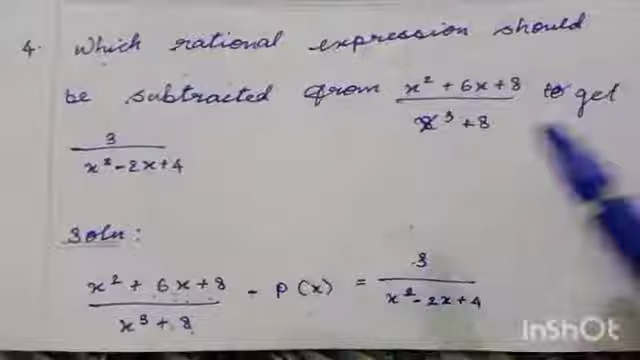 4. Which rational expression should
be subtracted from (x² + 6x + 8)/(x³ + 8) to get
3/(x² - 2x + 4)
Soln :
(x² + 6x + 8)/(x³ + 8) - P(x) = 3/(x² - 2x + 4)
InShOt